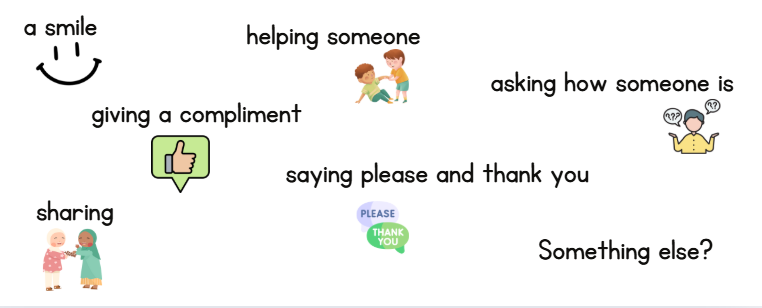 a smile
helping someone
asking how someone is
???
??
giving a compliment
saying please and thank you
sharing
PLEASE
THANK
YOU
Something else?